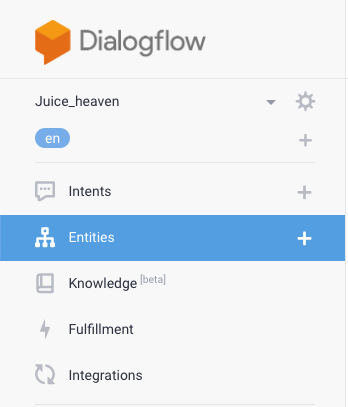 Dialogflow
Juice_heaven
en
Intents
Entities
Knowledge [beta]
Fulfillment
Integrations